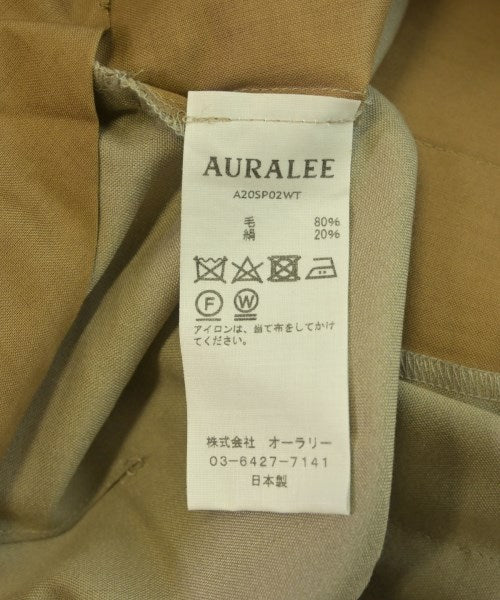 AURALEE
A20SP02WT
毛 80%
絹 20%
F W
アイロンは、当て布をしてかけ
てください。
株式会社 オーラリー
03-6427-7141
日本製